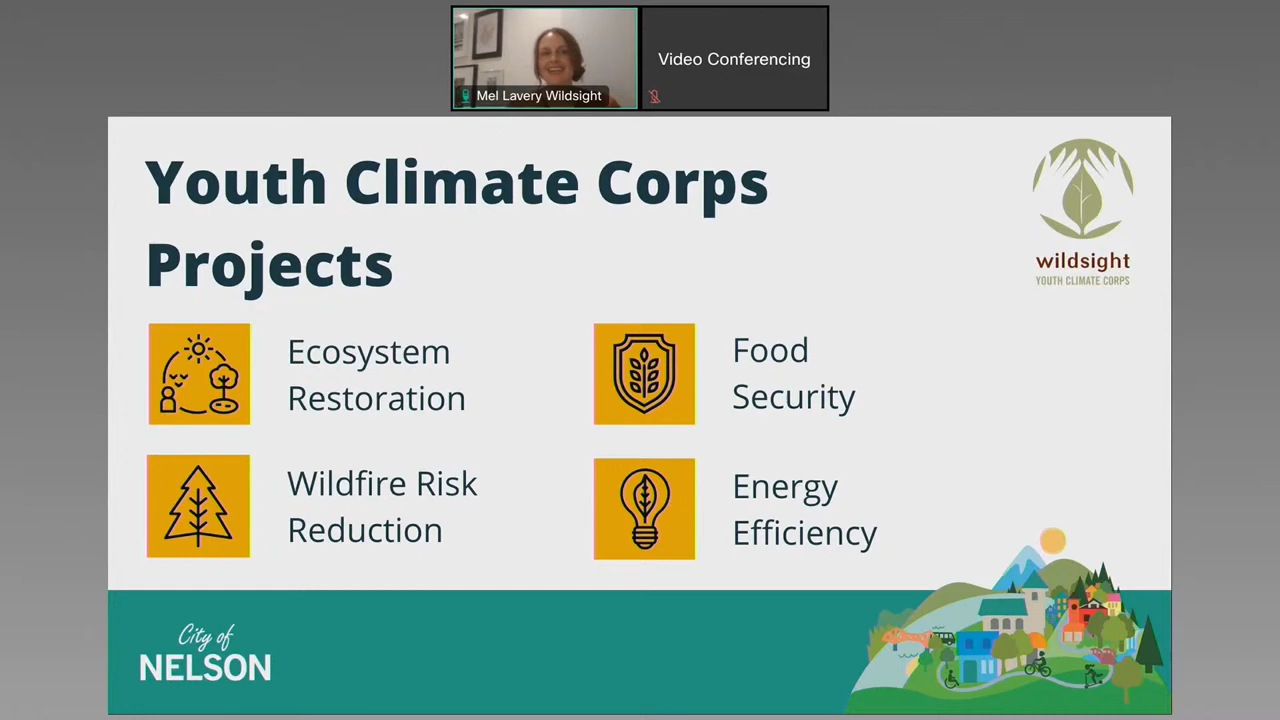 Video Conferencing
Mel Lavery Wildsight
Youth Climate Corps
Projects
wildsight
YOUTH CLIMATE CORPS
Ecosystem
Restoration
Food
Security
Wildfire Risk
Reduction
Energy
Efficiency
City of
NELSON